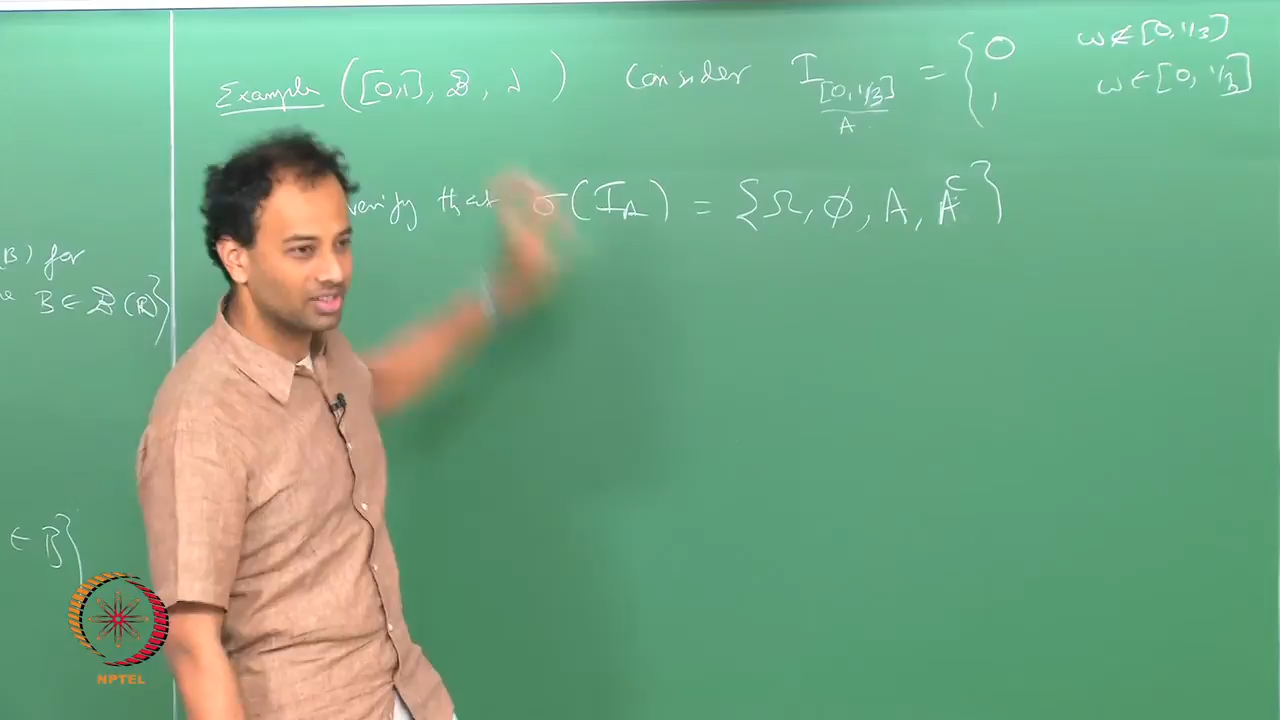 B) for
B ∈ 𝓑(ℝ)}
∈ B}
Example ([0,1], 𝓑, λ) Consider I_{[0,1/3]} = { 0 ω ∉ [0,1/3]
1 ω ∈ [0, 1/3]
A
verify that σ(I_A) = {Ω, ∅, A, A^c}
NPTEL